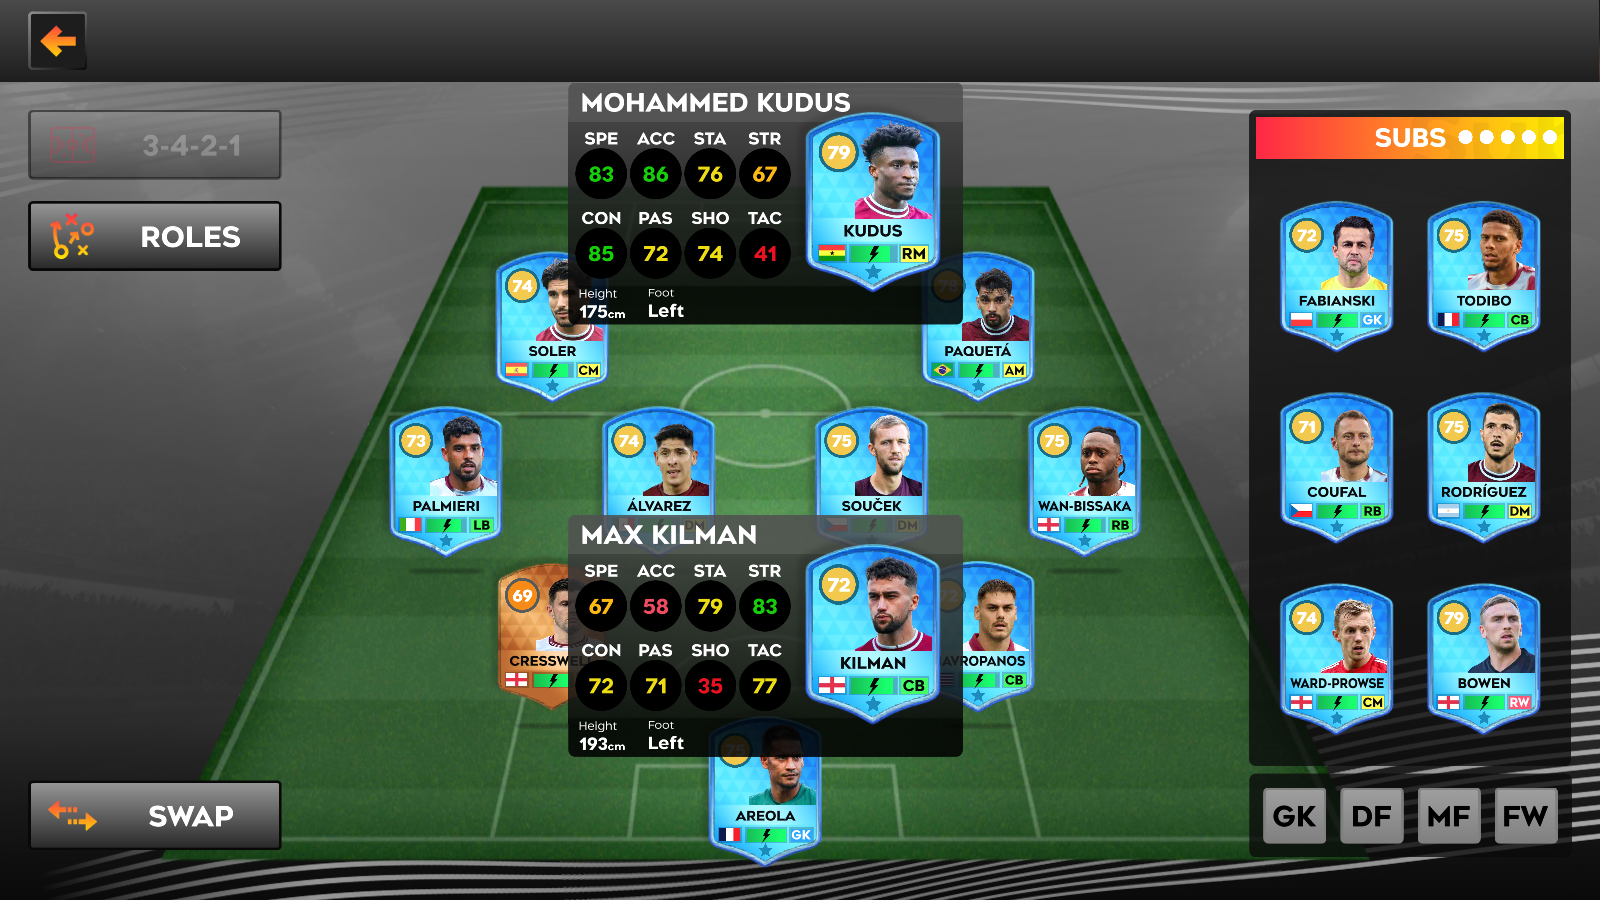 3-4-2-1
ROLES
SWAP
MOHAMMED KUDUS
SPE ACC STA STR
83 86 76 67
CON PAS SHO TAC
85 72 74 41
Height Foot
175cm Left
79
KUDUS
RM
74
SOLER
CM
PAQUETÁ
AM
73
PALMIERI
LB
74
ÁLVAREZ
DM
75
SOUČEK
DM
75
WAN-BISSAKA
RB
MAX KILMAN
SPE ACC STA STR
67 58 79 83
CON PAS SHO TAC
72 71 35 77
Height Foot
193cm Left
72
KILMAN
CB
69
CRESSWELL
AVROPANOS
CB
75
AREOLA
GK
SUBS
72
FABIANSKI
GK
75
TODIBO
CB
71
COUFAL
RB
75
RODRÍGUEZ
DM
74
WARD-PROWSE
CM
79
BOWEN
RW
GK DF MF FW